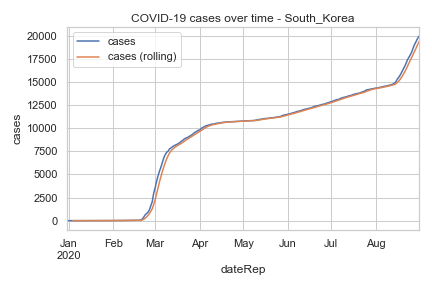 COVID-19 cases over time - South_Korea
cases
cases (rolling)
20000
17500
15000
12500
10000
7500
5000
2500
0
cases
Jan Feb Mar Apr May Jun Jul Aug
2020
dateRep